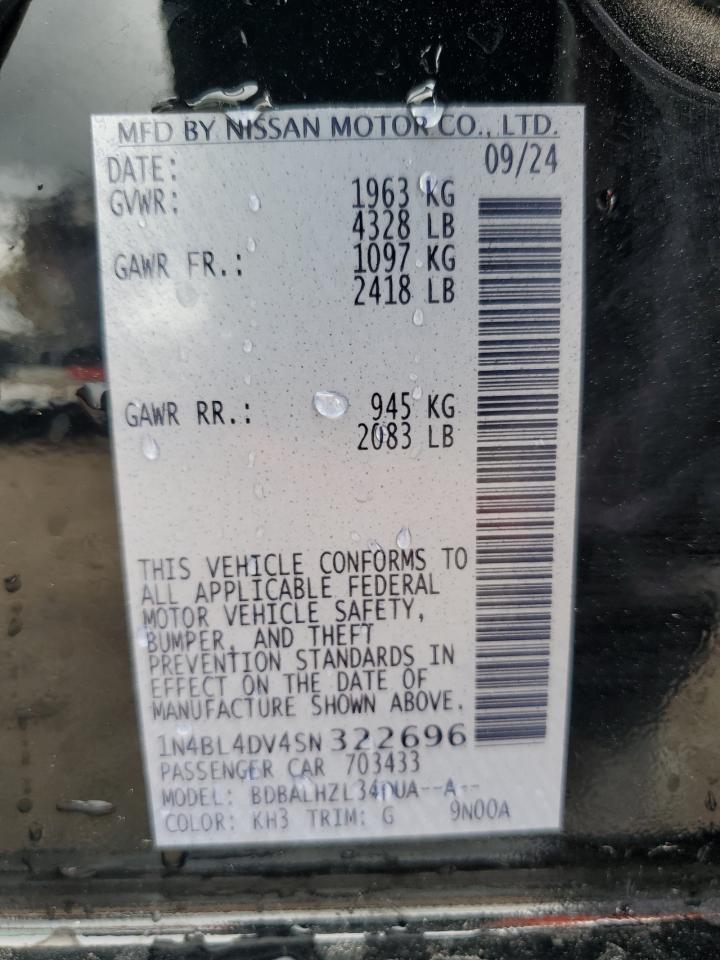 MFD BY NISSAN MOTOR CO., LTD.
DATE: 09/24
GVWR: 1963 KG
4328 LB
GAWR FR.: 1097 KG
2418 LB
GAWR RR.: 945 KG
2083 LB
THIS VEHICLE CONFORMS TO
ALL APPLICABLE FEDERAL
MOTOR VEHICLE SAFETY,
BUMPER, AND THEFT
PREVENTION STANDARDS IN
EFFECT ON THE DATE OF
MANUFACTURE SHOWN ABOVE.
1N4BL4DV4SN322696
PASSENGER CAR 703433
MODEL: BDBALHZL34DUA--A--
COLOR: KH3 TRIM: G 9N00A